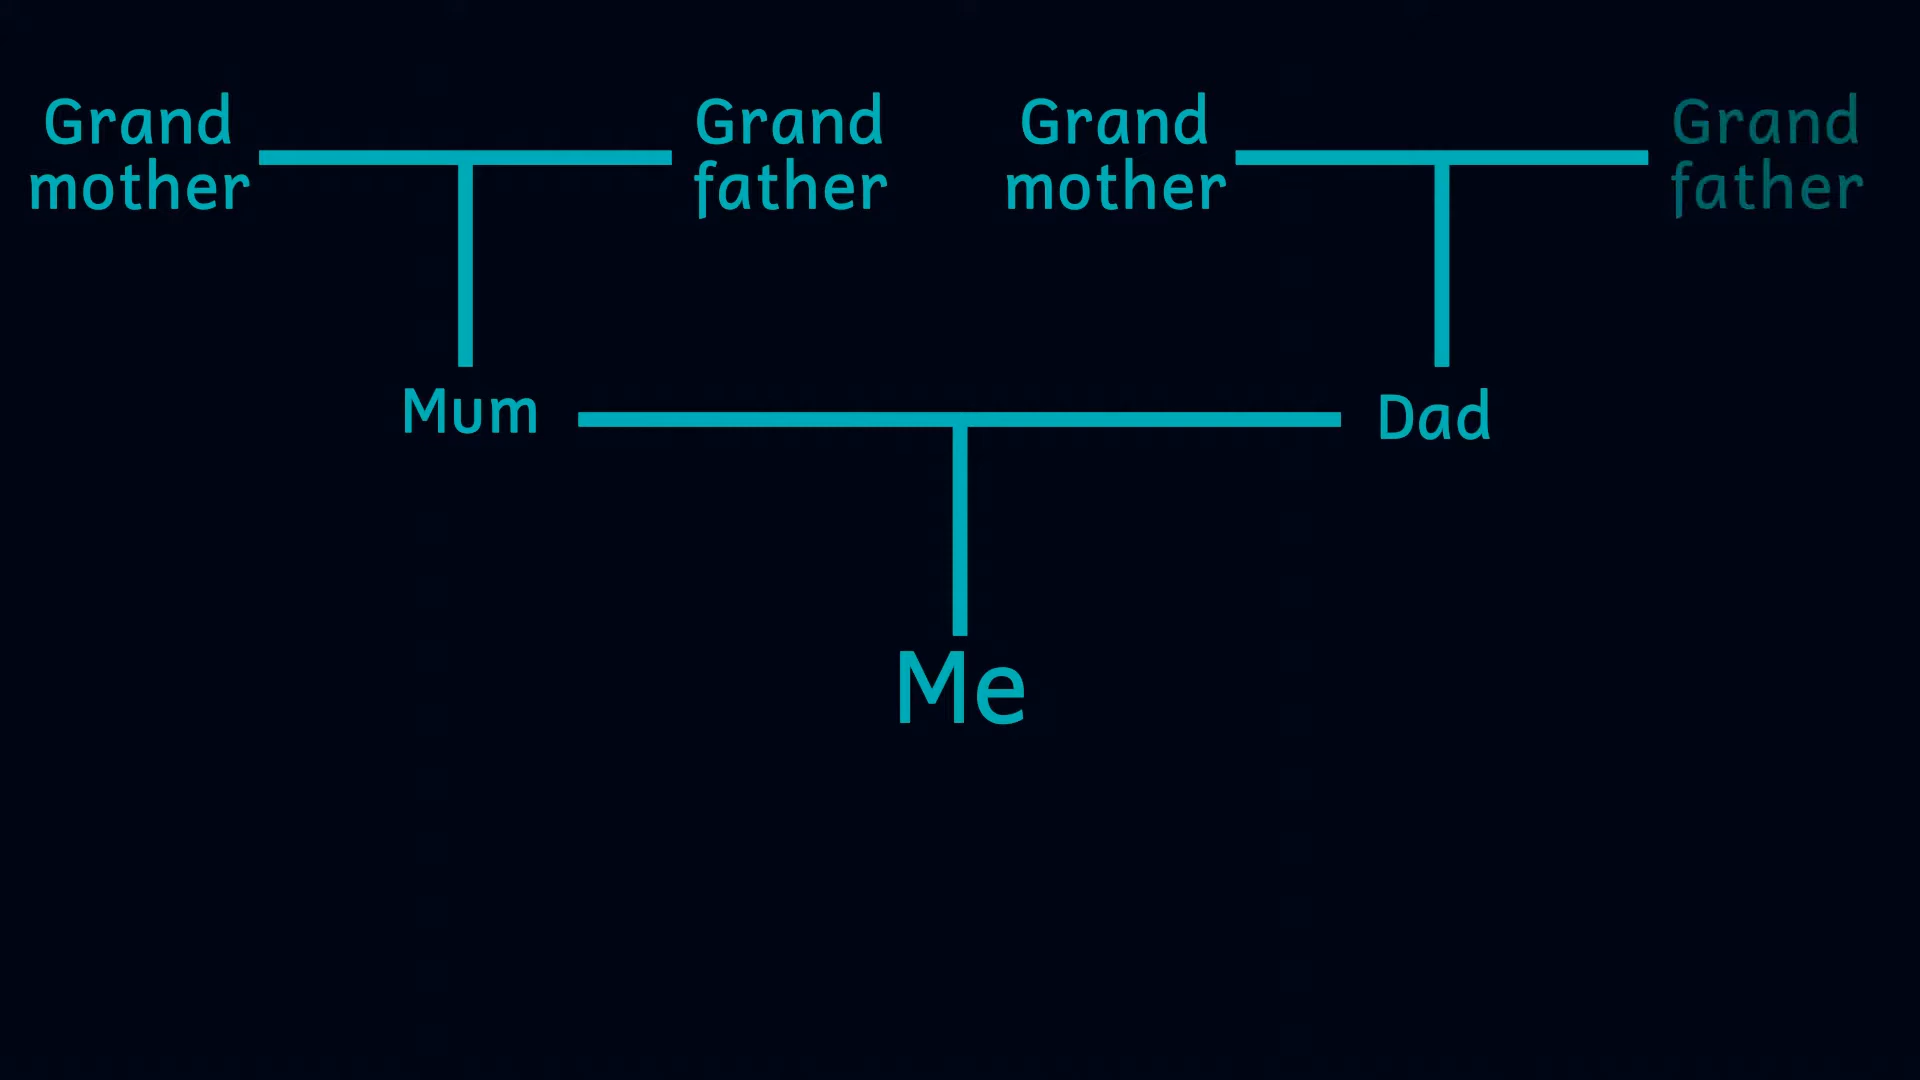 Grand
mother
Grand
father
Grand
mother
Grand
father
Mum
Dad
Me